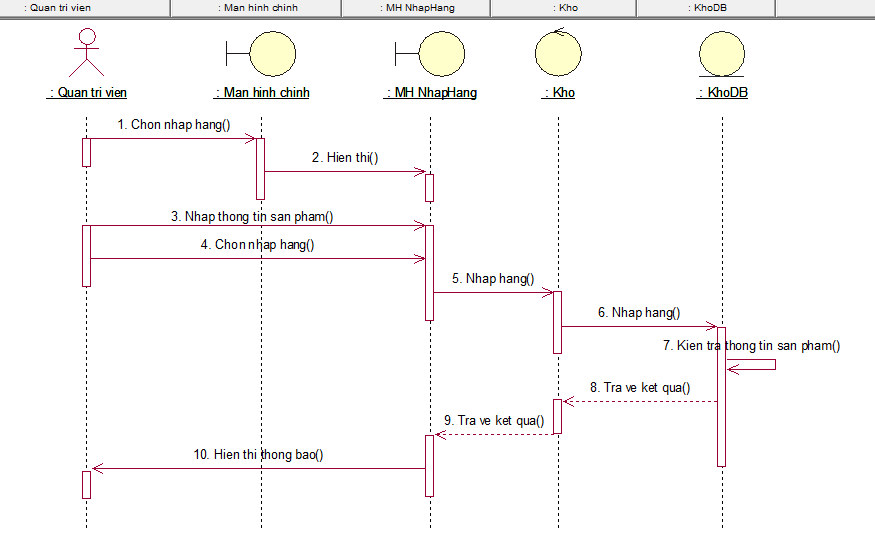 : Quan tri vien
: Man hinh chinh
: MH NhapHang
: Kho
: KhoDB
: Quan tri vien
: Man hinh chinh
: MH NhapHang
: Kho
: KhoDB
1. Chon nhap hang()
2. Hien thi()
3. Nhap thong tin san pham()
4. Chon nhap hang()
5. Nhap hang()
6. Nhap hang()
7. Kien tra thong tin san pham()
8. Tra ve ket qua()
9. Tra ve ket qua()
10. Hien thi thong bao()